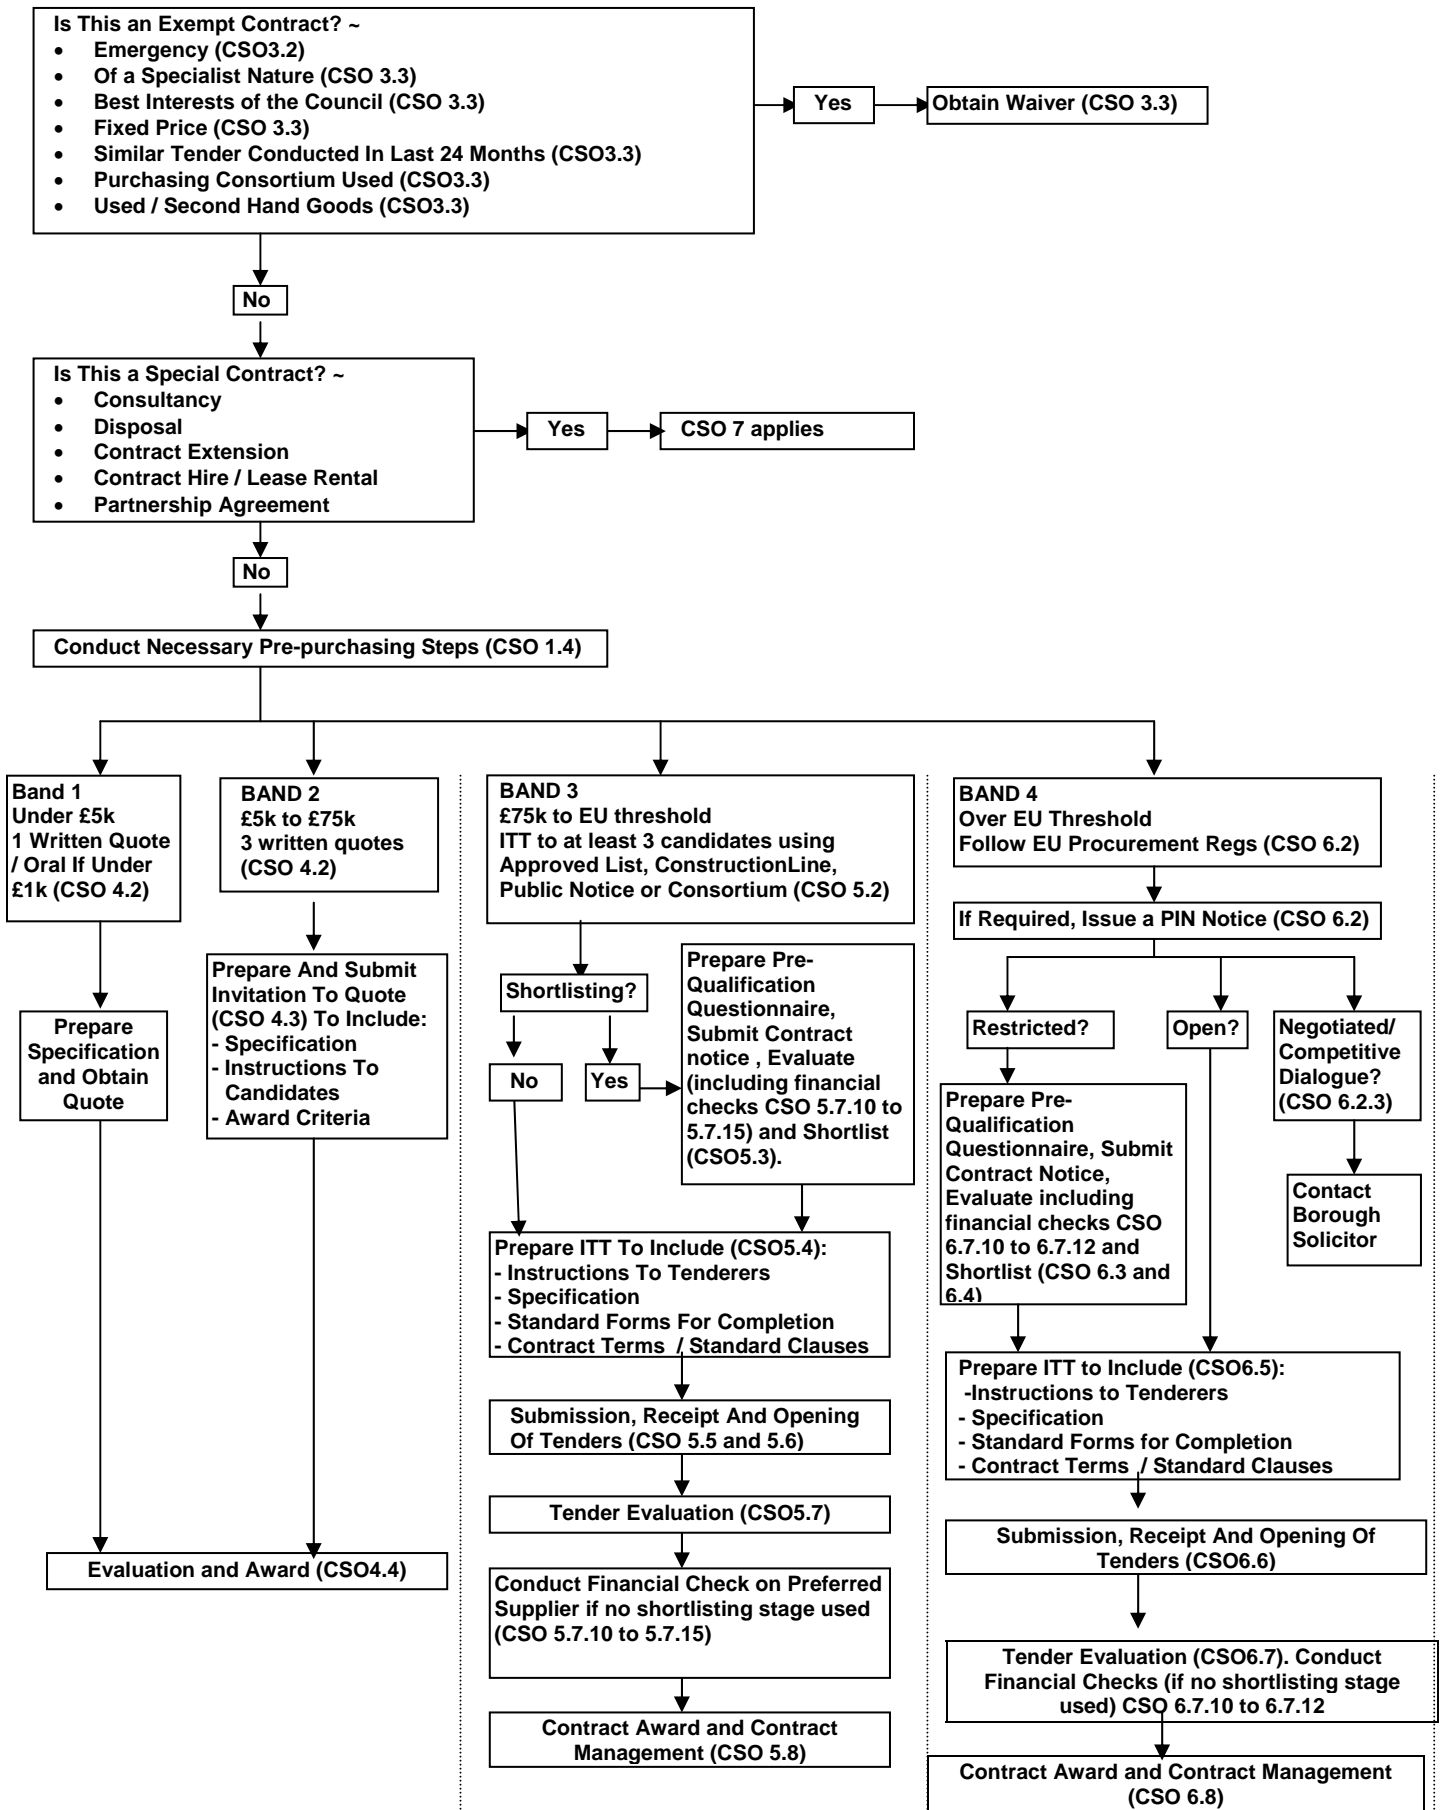 Is This an Exempt Contract? ~
• Emergency (CSO3.2)
• Of a Specialist Nature (CSO 3.3)
• Best Interests of the Council (CSO 3.3)
• Fixed Price (CSO 3.3)
• Similar Tender Conducted In Last 24 Months (CSO3.3)
• Purchasing Consortium Used (CSO3.3)
• Used / Second Hand Goods (CSO3.3)
Yes
Obtain Waiver (CSO 3.3)
No
Is This a Special Contract? ~
• Consultancy
• Disposal
• Contract Extension
• Contract Hire / Lease Rental
• Partnership Agreement
Yes
CSO 7 applies
No
Conduct Necessary Pre-purchasing Steps (CSO 1.4)
Band 1
Under £5k
1 Written Quote
/ Oral If Under
£1k (CSO 4.2)
Prepare
Specification
and Obtain
Quote
BAND 2
£5k to £75k
3 written quotes
(CSO 4.2)
Prepare And Submit
Invitation To Quote
(CSO 4.3) To Include:
- Specification
- Instructions To
Candidates
- Award Criteria
Evaluation and Award (CSO4.4)
BAND 3
£75k to EU threshold
ITT to at least 3 candidates using
Approved List, ConstructionLine,
Public Notice or Consortium (CSO 5.2)
Shortlisting?
No
Yes
Prepare Pre-
Qualification
Questionnaire,
Submit Contract
notice , Evaluate
(including financial
checks CSO 5.7.10 to
5.7.15) and Shortlist
(CSO5.3).
Prepare ITT To Include (CSO5.4):
- Instructions To Tenderers
- Specification
- Standard Forms For Completion
- Contract Terms / Standard Clauses
Submission, Receipt And Opening
Of Tenders (CSO 5.5 and 5.6)
Tender Evaluation (CSO5.7)
Conduct Financial Check on Preferred
Supplier if no shortlisting stage used
(CSO 5.7.10 to 5.7.15)
Contract Award and Contract
Management (CSO 5.8)
BAND 4
Over EU Threshold
Follow EU Procurement Regs (CSO 6.2)
If Required, Issue a PIN Notice (CSO 6.2)
Restricted?
Open?
Negotiated/
Competitive
Dialogue?
(CSO 6.2.3)
Prepare Pre-
Qualification
Questionnaire, Submit
Contract Notice,
Evaluate including
financial checks CSO
6.7.10 to 6.7.12 and
Shortlist (CSO 6.3 and
6.4)
Contact
Borough
Solicitor
Prepare ITT to Include (CSO6.5):
-Instructions to Tenderers
- Specification
- Standard Forms for Completion
- Contract Terms / Standard Clauses
Submission, Receipt And Opening Of
Tenders (CSO6.6)
Tender Evaluation (CSO6.7). Conduct
Financial Checks (if no shortlisting stage
used) CSO 6.7.10 to 6.7.12
Contract Award and Contract Management
(CSO 6.8)